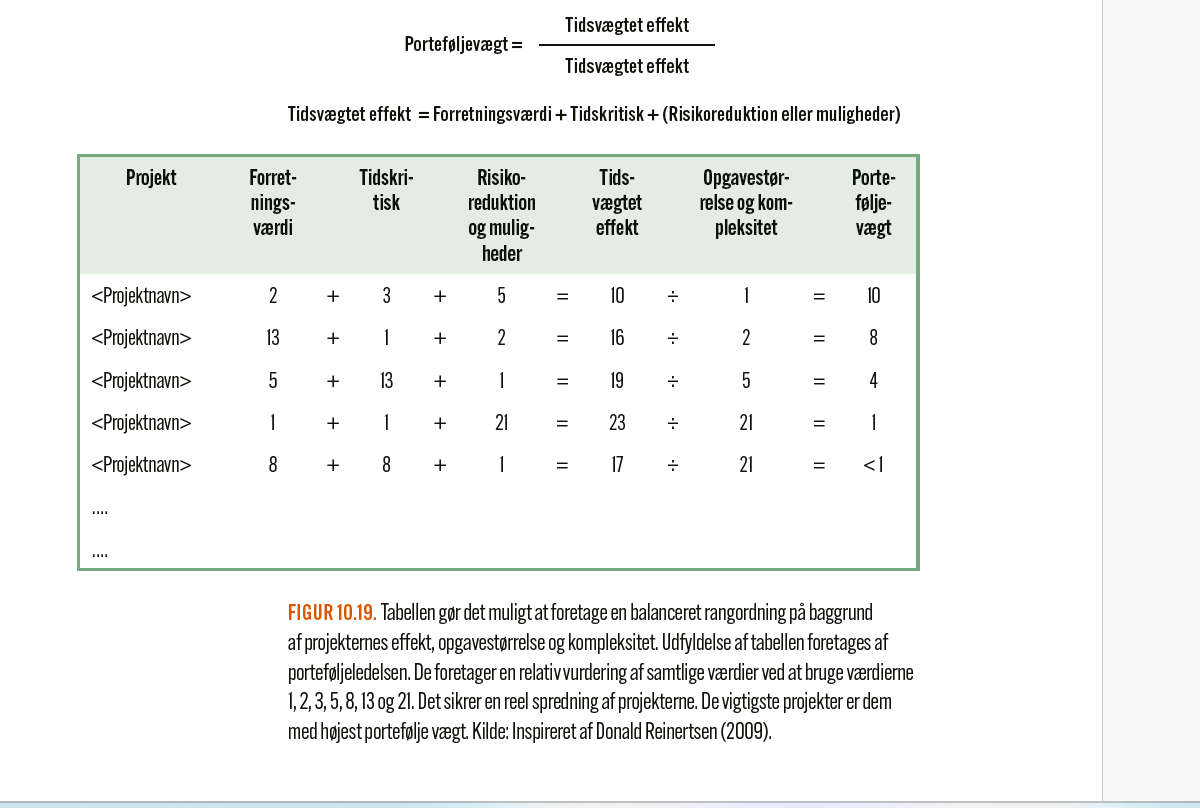 Tidsvægtet effekt
Porteføljevægt =
Tidsvægtet effekt
Tidsvægtet effekt = Forretningsværdi + Tidskritisk + (Risikoreduktion eller muligheder)
Projekt Forret- Tidskri- Risiko- Tids- Opgavestør- Porte-
nings- tisk reduktion vægtet relse og kom- følje-
værdi og mulig- effekt pleksitet vægt
heder
<Projektnavn> 2 + 3 + 5 = 10 ÷ 1 = 10
<Projektnavn> 13 + 1 + 2 = 16 ÷ 2 = 8
<Projektnavn> 5 + 13 + 1 = 19 ÷ 5 = 4
<Projektnavn> 1 + 1 + 21 = 23 ÷ 21 = 1
<Projektnavn> 8 + 8 + 1 = 17 ÷ 21 = <1
....
....
FIGUR 10.19. Tabellen gør det muligt at foretage en balanceret rangordning på baggrund
af projekternes effekt, opgavestørrelse og kompleksitet. Udfyldelse af tabellen foretages af
porteføljeledelsen. De foretager en relativ vurdering af samtlige værdier ved at bruge værdierne
1, 2, 3, 5, 8, 13 og 21. Det sikrer en reel spredning af projekterne. De vigtigste projekter er dem
med højest portefølje vægt. Kilde: Inspireret af Donald Reinertsen (2009).